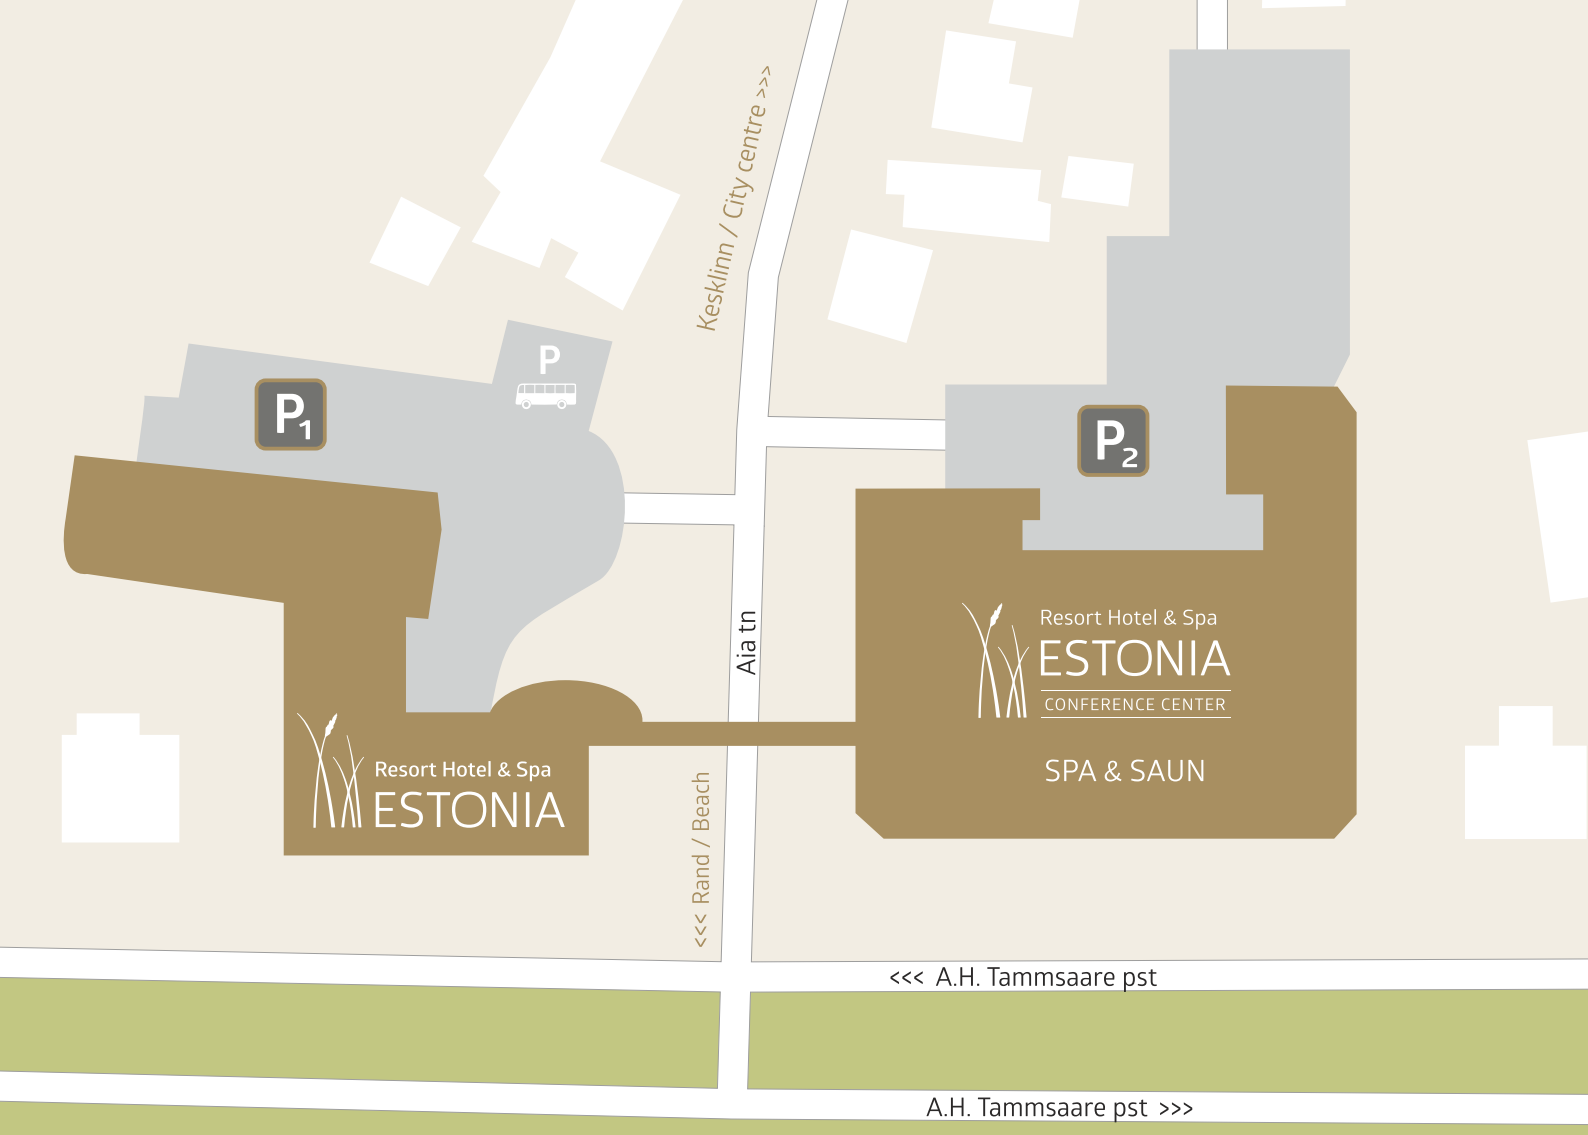 Kesklinn / City centre >>>
P
P1
P2
Aia tn
Resort Hotel & Spa
ESTONIA
CONFERENCE CENTER
SPA & SAUN
Resort Hotel & Spa
ESTONIA
<<< Rand / Beach
<<< A.H. Tammsaare pst
A.H. Tammsaare pst >>>